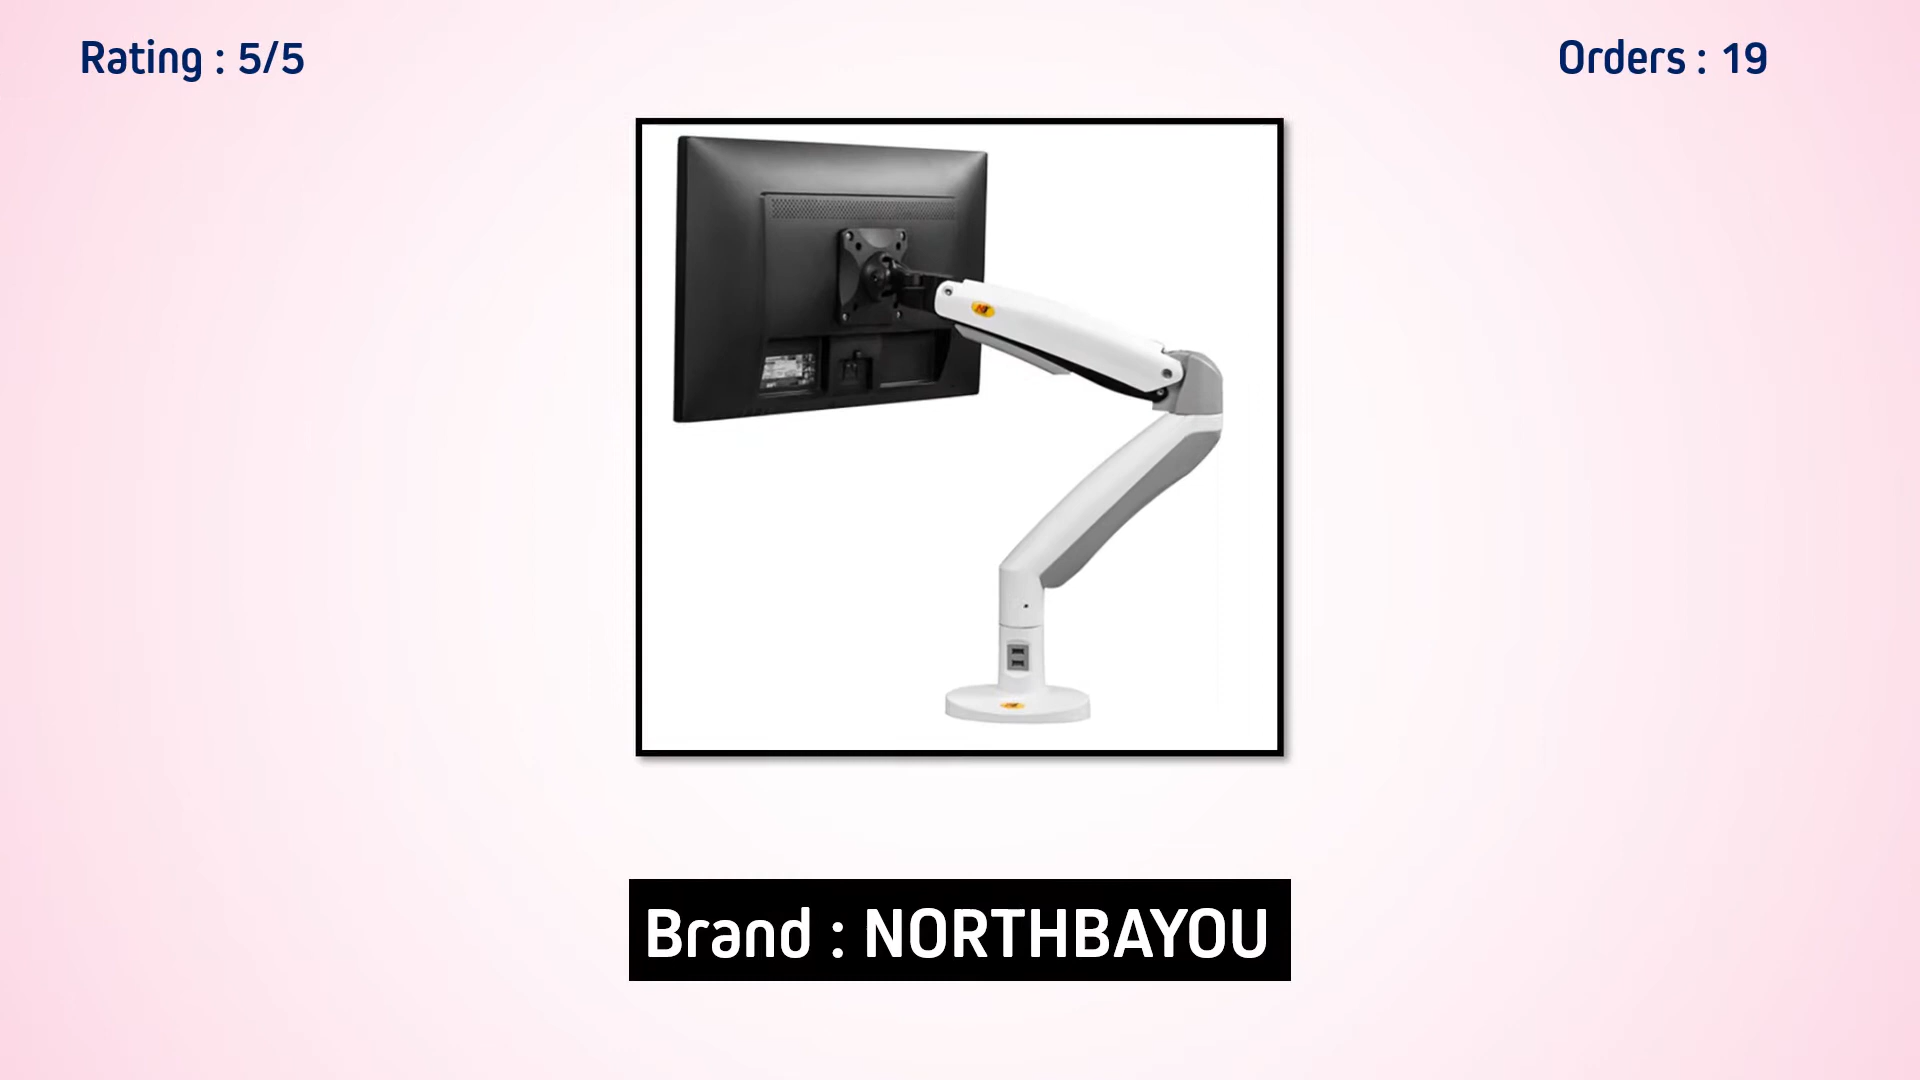 Rating : 5/5
Orders : 19
Brand : NORTHBAYOU